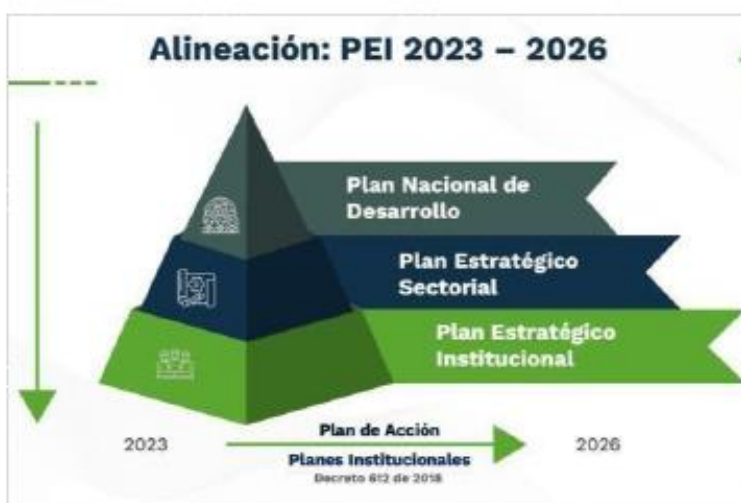 Alineación: PEI 2023 – 2026
Plan Nacional de
Desarrollo
Plan Estratégico
Sectorial
Plan Estratégico
Institucional
2023
Plan de Acción
2026
Planes Institucionales
Decreto 612 de 2018